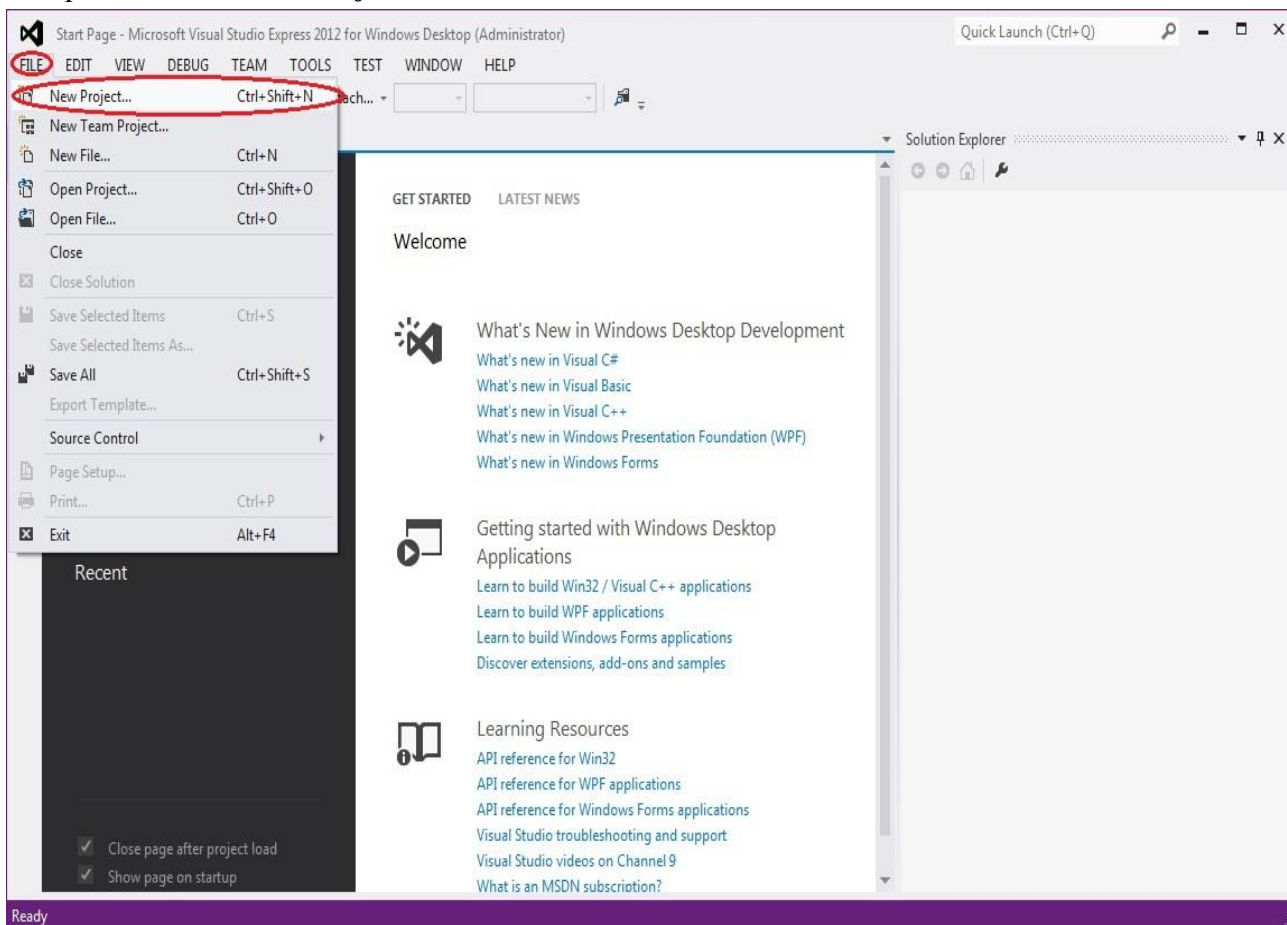 Start Page - Microsoft Visual Studio Express 2012 for Windows Desktop (Administrator)
Quick Launch (Ctrl+Q)
FILE EDIT VIEW DEBUG TEAM TOOLS TEST WINDOW HELP
New Project... Ctrl+Shift+N
New Team Project...
New File... Ctrl+N
Open Project... Ctrl+Shift+O
Open File... Ctrl+O
Close
Close Solution
Save Selected Items Ctrl+S
Save Selected Items As...
Save All Ctrl+Shift+S
Export Template...
Source Control
Page Setup...
Print... Ctrl+P
Exit Alt+F4
Recent
Close page after project load
Show page on startup
GET STARTED LATEST NEWS
Welcome
What's New in Windows Desktop Development
What's new in Visual C#
What's new in Visual Basic
What's new in Visual C++
What's new in Windows Presentation Foundation (WPF)
What's new in Windows Forms
Getting started with Windows Desktop
Applications
Learn to build Win32 / Visual C++ applications
Learn to build WPF applications
Learn to build Windows Forms applications
Discover extensions, add-ons and samples
Learning Resources
API reference for Win32
API reference for WPF applications
API reference for Windows Forms applications
Visual Studio troubleshooting and support
Visual Studio videos on Channel 9
What is an MSDN subscription?
Solution Explorer
Ready